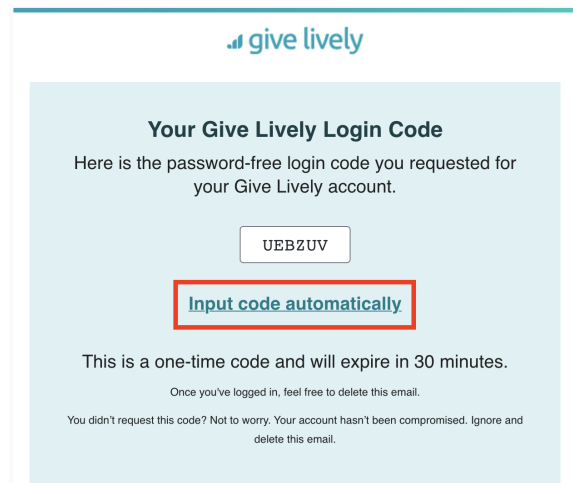 give lively
Your Give Lively Login Code
Here is the password-free login code you requested for
your Give Lively account.
UEBZUV
Input code automatically
This is a one-time code and will expire in 30 minutes.
Once you've logged in, feel free to delete this email.
You didn't request this code? Not to worry. Your account hasn't been compromised. Ignore and
delete this email.